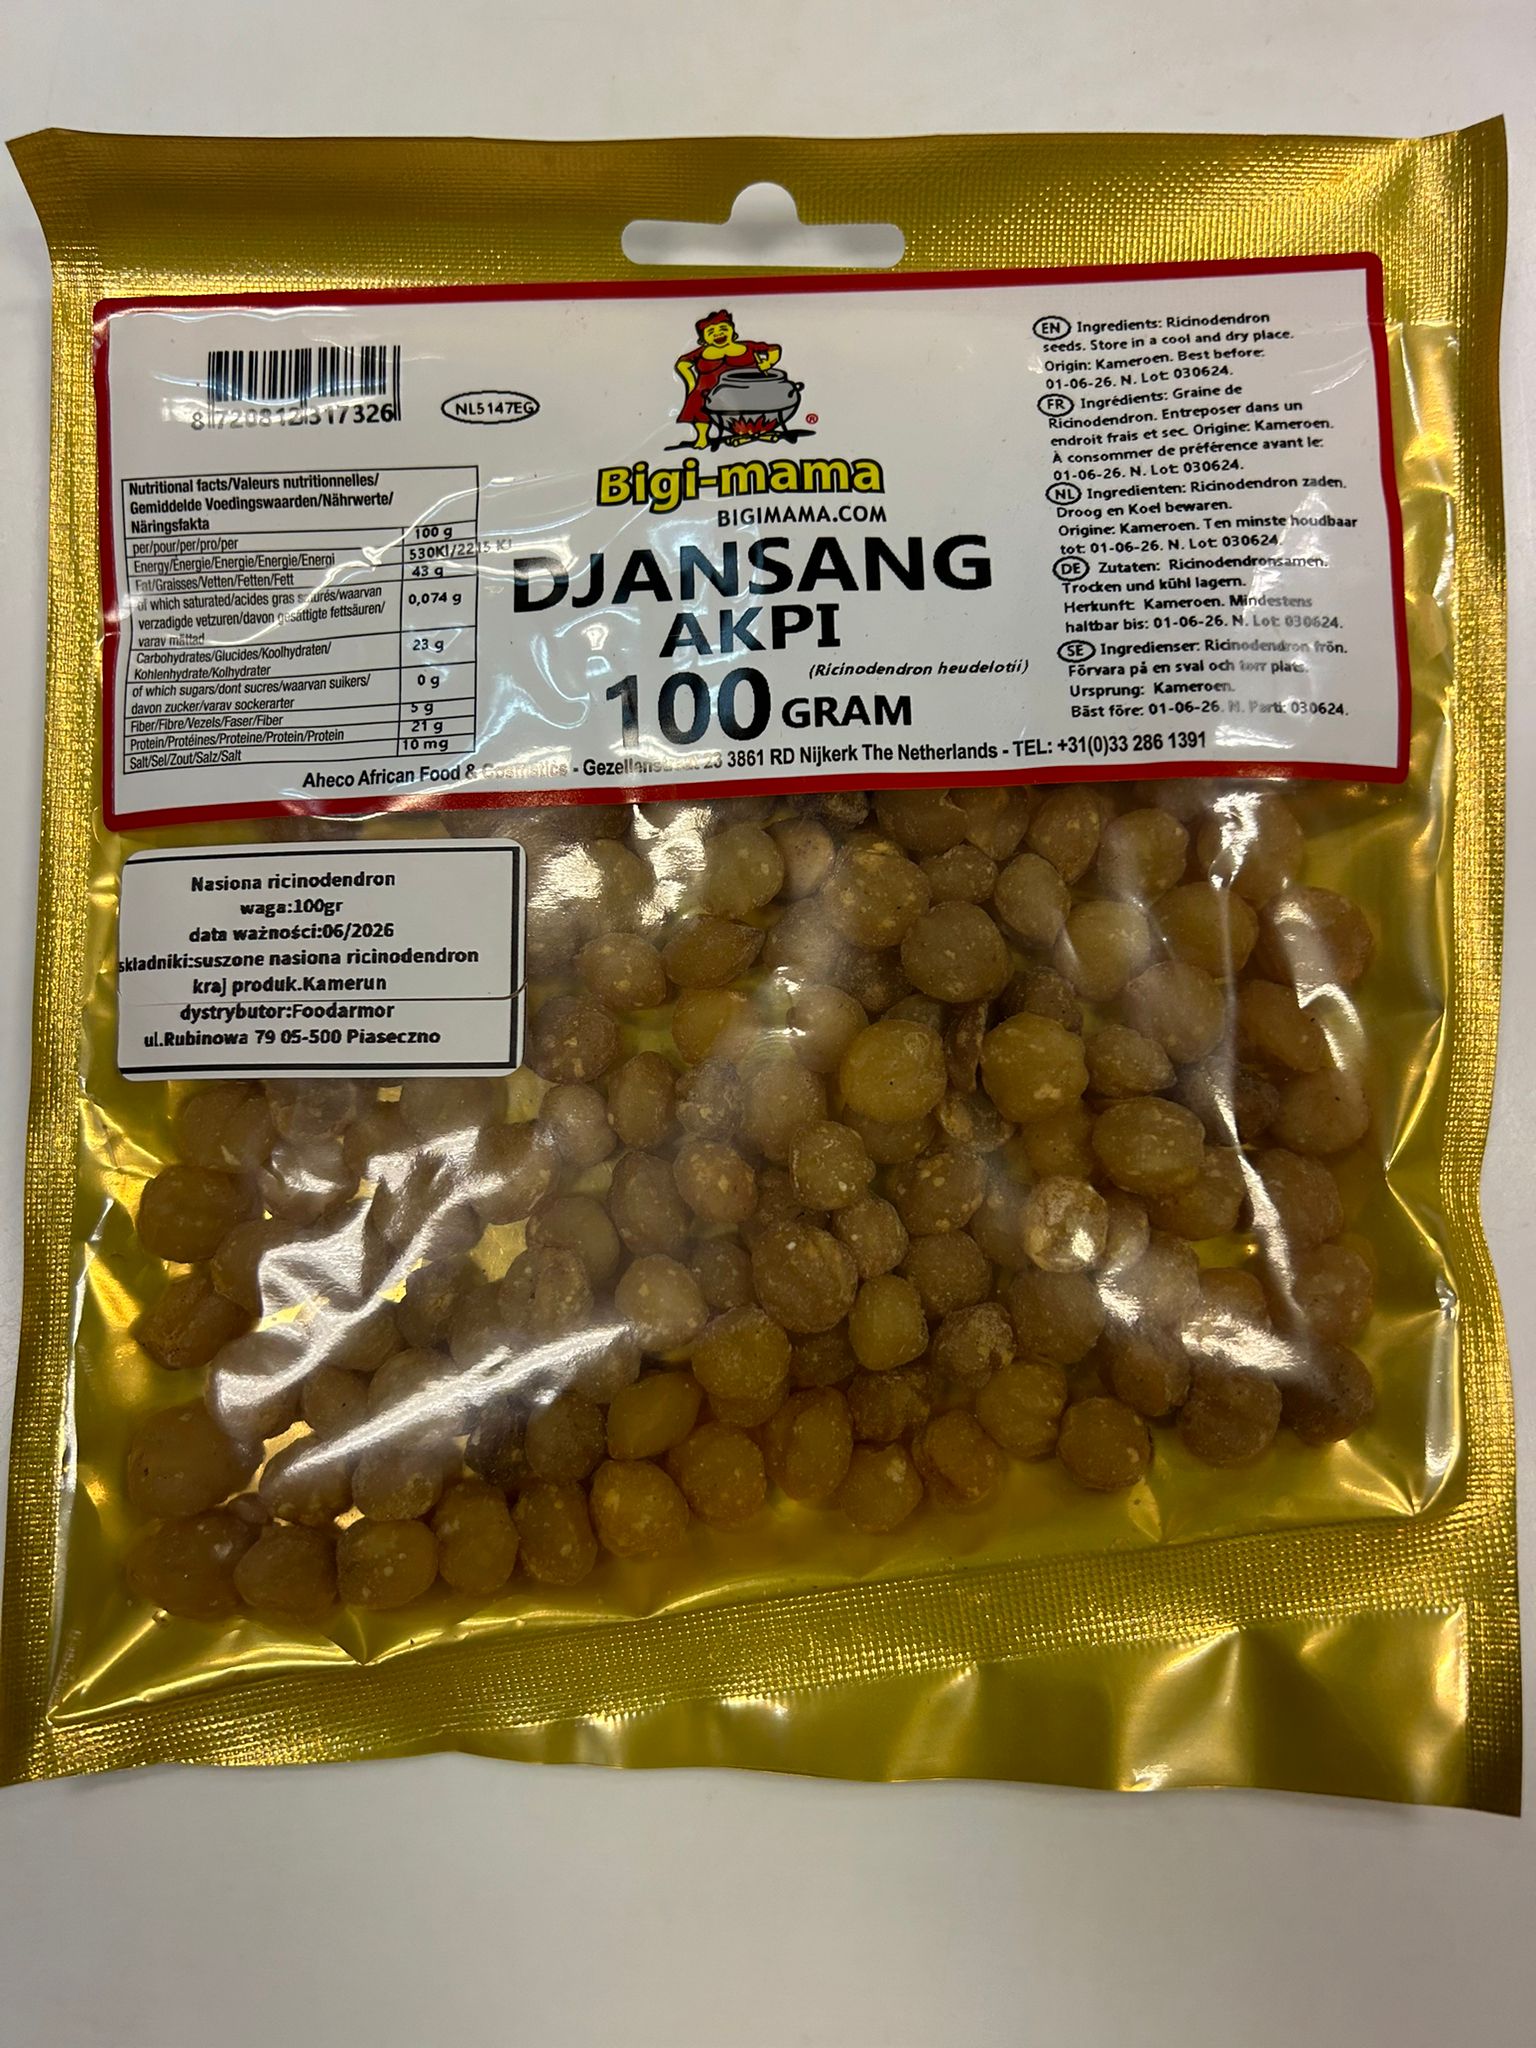 8 720812 317326
NL5147EG
Nutritional facts/Valeurs nutritionnelles/
Gemiddelde Voedingswaarden/Nährwerte/
Näringsfakta
per/pour/per/pro/per 100 g
Energy/Energie/Energie/Energie/Energi 530Kl/2215 KJ
Fat/Graisses/Vetten/Fetten/Fett 43 g
of which saturated/acides gras saturés/waarvan
verzadigde vetzuren/davon gesättigte fettsäuren/
varav mättad 0,074 g
Carbohydrates/Glucides/Koolhydraten/
Kohlenhydrate/Kolhydrater 23 g
of which sugars/dont sucres/waarvan suikers/
davon zucker/varav sockerarter 0 g
Fiber/Fibre/Vezels/Faser/Fiber 5 g
Protein/Protéines/Proteine/Protein/Protein 21 g
Salt/Sel/Zout/Salz/Salt 10 mg
®
Bigi-mama
BIGIMAMA.COM
DJANSANG
AKPI
(Ricinodendron heudelotii)
100 GRAM
EN Ingredients: Ricinodendron
seeds. Store in a cool and dry place.
Origin: Kameroen. Best before:
01-06-26. N. Lot: 030624.
FR Ingrédients: Graine de
Ricinodendron. Entreposer dans un
endroit frais et sec. Origine: Kameroen.
À consommer de préférence avant le:
01-06-26. N. Lot: 030624.
NL Ingredienten: Ricinodendron zaden.
Droog en Koel bewaren.
Origine: Kameroen. Ten minste houdbaar
tot: 01-06-26. N. Lot: 030624.
DE Zutaten: Ricinodendronsamen.
Trocken und kühl lagern.
Herkunft: Kameroen. Mindestens
haltbar bis: 01-06-26. N. Lot: 030624.
SE Ingredienser: Ricinodendron frön.
Förvara på en sval och torr plats.
Ursprung: Kameroen.
Bäst före: 01-06-26. N. Parti: 030624.
Aheco African Food & Cosmetics - 23 3861 RD Nijkerk The Netherlands - TEL: +31(0)33 286 1391
Nasiona ricinodendron
waga:100gr
data ważności:06/2026
składniki:suszone nasiona ricinodendron
kraj produk.Kamerun
dystrybutor:Foodarmor
ul.Rubinowa 79 05-500 Piaseczno